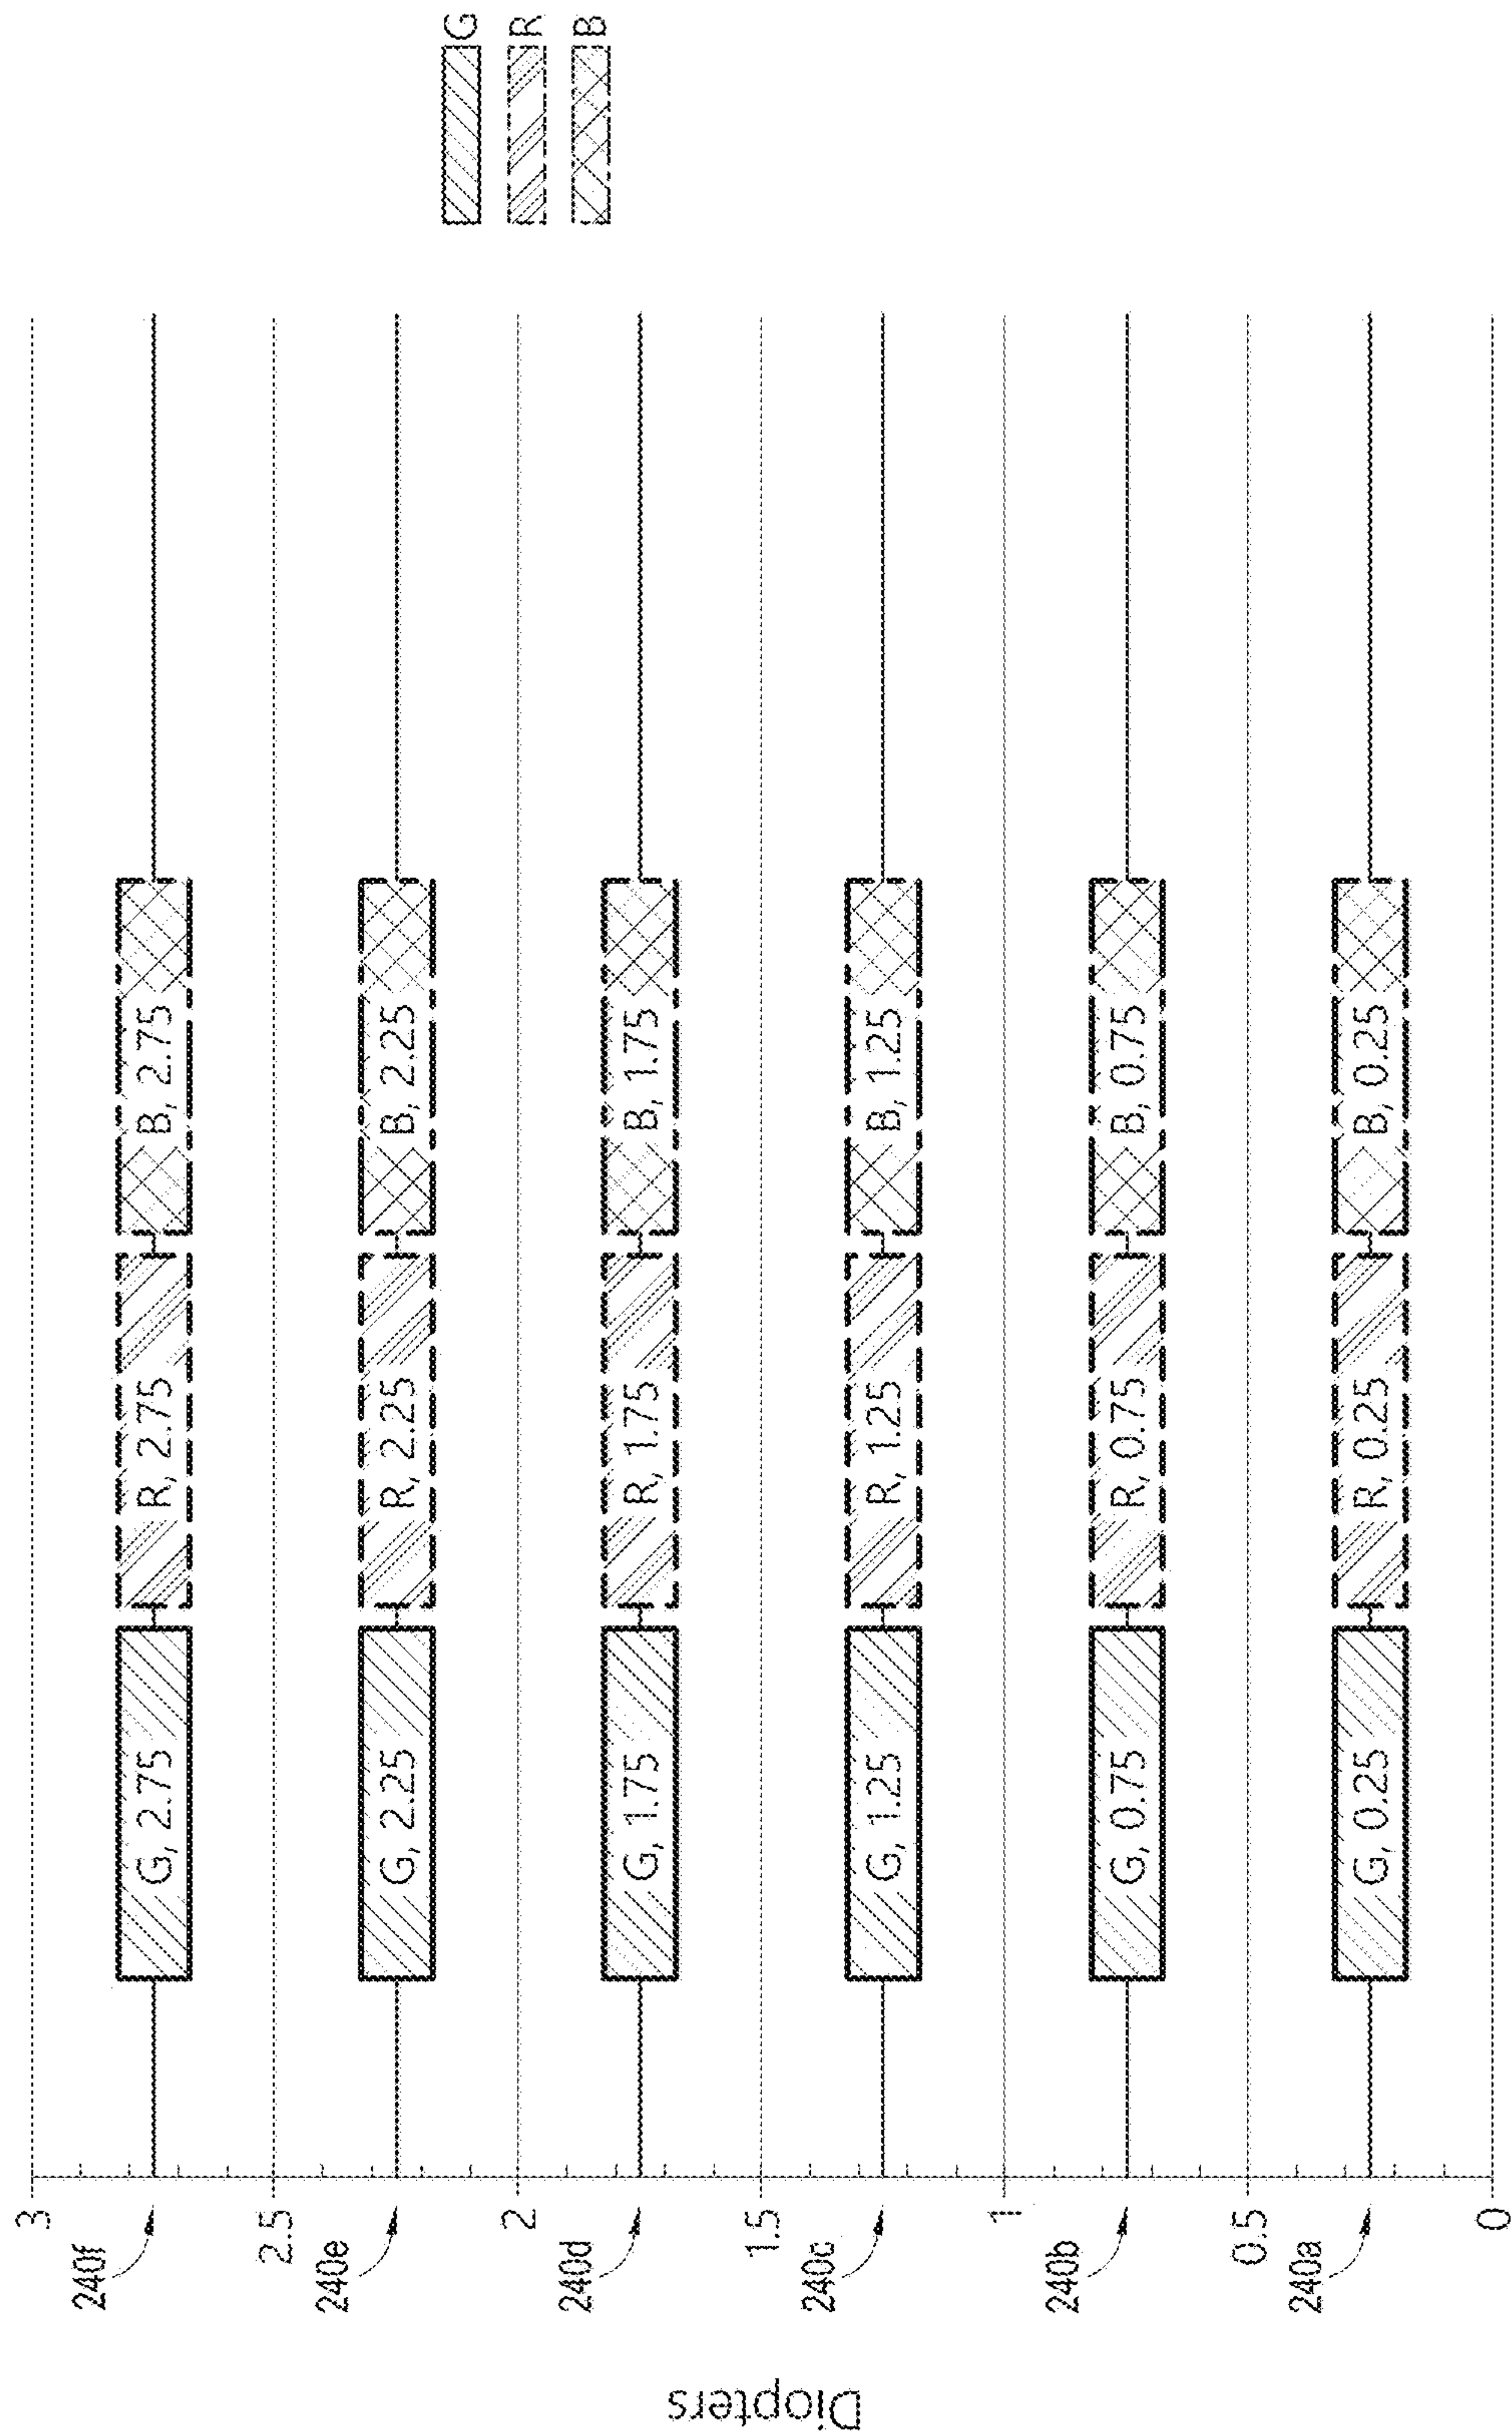 Diopters
3
240f
G, 2.75
R, 2.75
B, 2.75
2.5
240e
G, 2.25
R, 2.25
B, 2.25
2
240d
G, 1.75
R, 1.75
B, 1.75
1.5
240c
G, 1.25
R, 1.25
B, 1.25
1
240b
G, 0.75
R, 0.75
B, 0.75
0.5
240a
G, 0.25
R, 0.25
B, 0.25
0
G
R
B